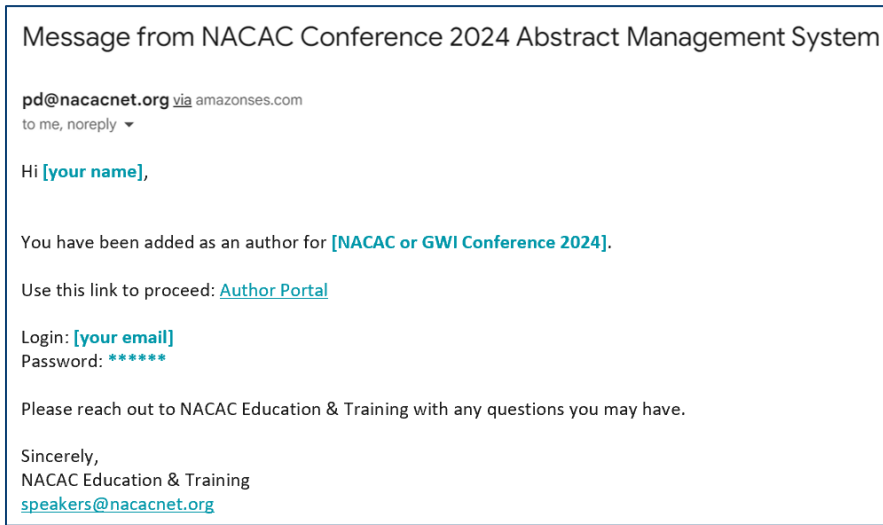 Message from NACAC Conference 2024 Abstract Management System
pd@nacacnet.org via amazonses.com
to me, noreply
Hi [your name],
You have been added as an author for [NACAC or GWI Conference 2024].
Use this link to proceed: Author Portal
Login: [your email]
Password: ******
Please reach out to NACAC Education & Training with any questions you may have.
Sincerely,
NACAC Education & Training
speakers@nacacnet.org